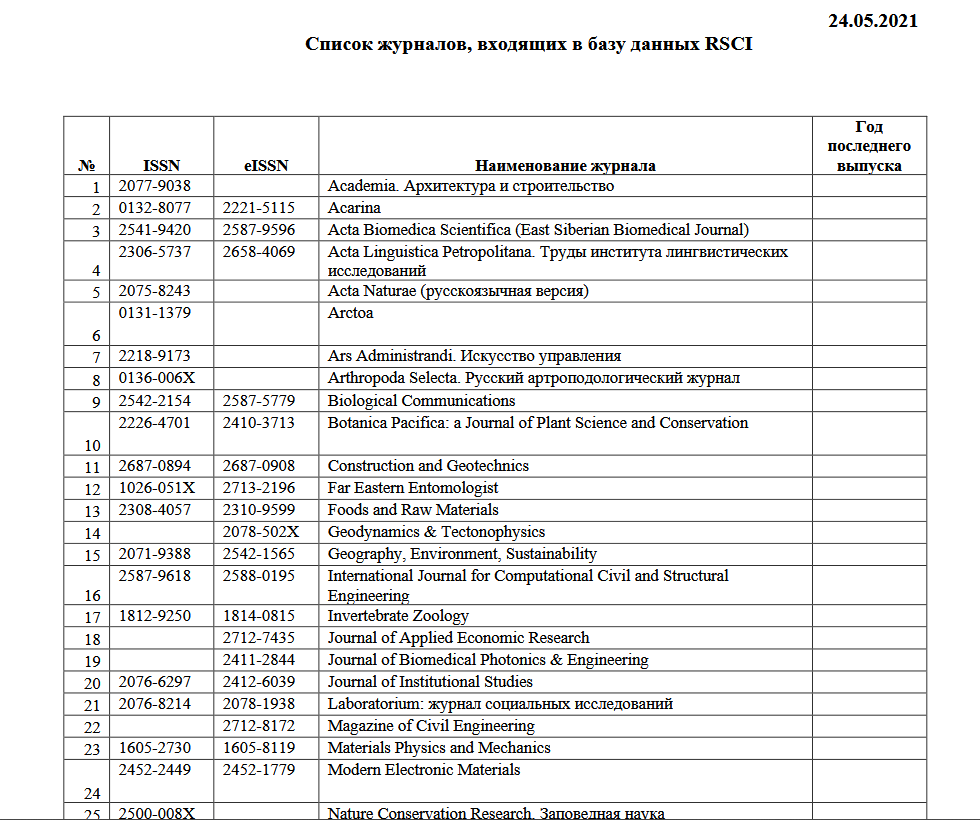 24.05.2021
Список журналов, входящих в базу данных RSCI
№ ISSN eISSN Наименование журнала Год последнего выпуска
1 2077-9038 Academia. Архитектура и строительство
2 0132-8077 2221-5115 Acarina
3 2541-9420 2587-9596 Acta Biomedica Scientifica (East Siberian Biomedical Journal)
4 2306-5737 2658-4069 Acta Linguistica Petropolitana. Труды института лингвистических
исследований
5 2075-8243 Acta Naturae (русскоязычная версия)
6 0131-1379 Arctoa
7 2218-9173 Ars Administrandi. Искусство управления
8 0136-006X Arthropoda Selecta. Русский артроподологический журнал
9 2542-2154 2587-5779 Biological Communications
10 2226-4701 2410-3713 Botanica Pacifica: a Journal of Plant Science and Conservation
11 2687-0894 2687-0908 Construction and Geotechnics
12 1026-051X 2713-2196 Far Eastern Entomologist
13 2308-4057 2310-9599 Foods and Raw Materials
14 2078-502X Geodynamics & Tectonophysics
15 2071-9388 2542-1565 Geography, Environment, Sustainability
16 2587-9618 2588-0195 International Journal for Computational Civil and Structural
Engineering
17 1812-9250 1814-0815 Invertebrate Zoology
18 2712-7435 Journal of Applied Economic Research
19 2411-2844 Journal of Biomedical Photonics & Engineering
20 2076-6297 2412-6039 Journal of Institutional Studies
21 2076-8214 2078-1938 Laboratorium: журнал социальных исследований
22 2712-8172 Magazine of Civil Engineering
23 1605-2730 1605-8119 Materials Physics and Mechanics
24 2452-2449 2452-1779 Modern Electronic Materials
25 2500-008X Nature Conservation Research. Заповедная наука